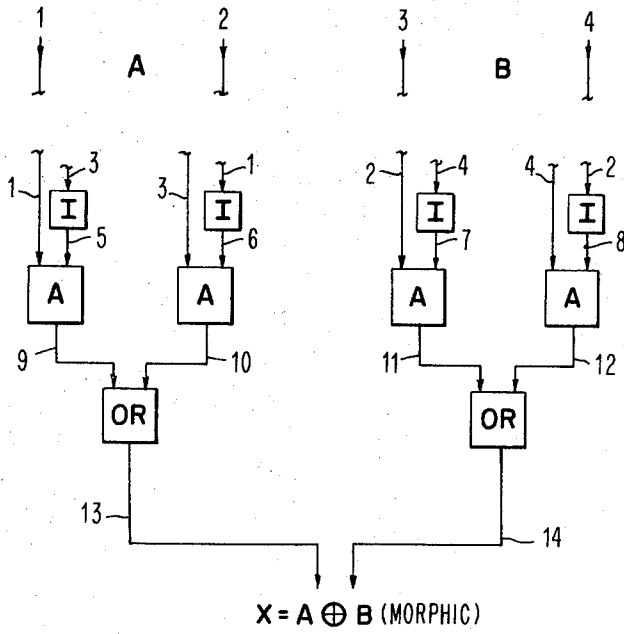 1 2 3 4
A B
3 1 4 2
1 3 2 4
I I I I
5 6 7 8
A A A A
9 10 11 12
OR OR
13 14
X = A ⊕ B (MORPHIC)